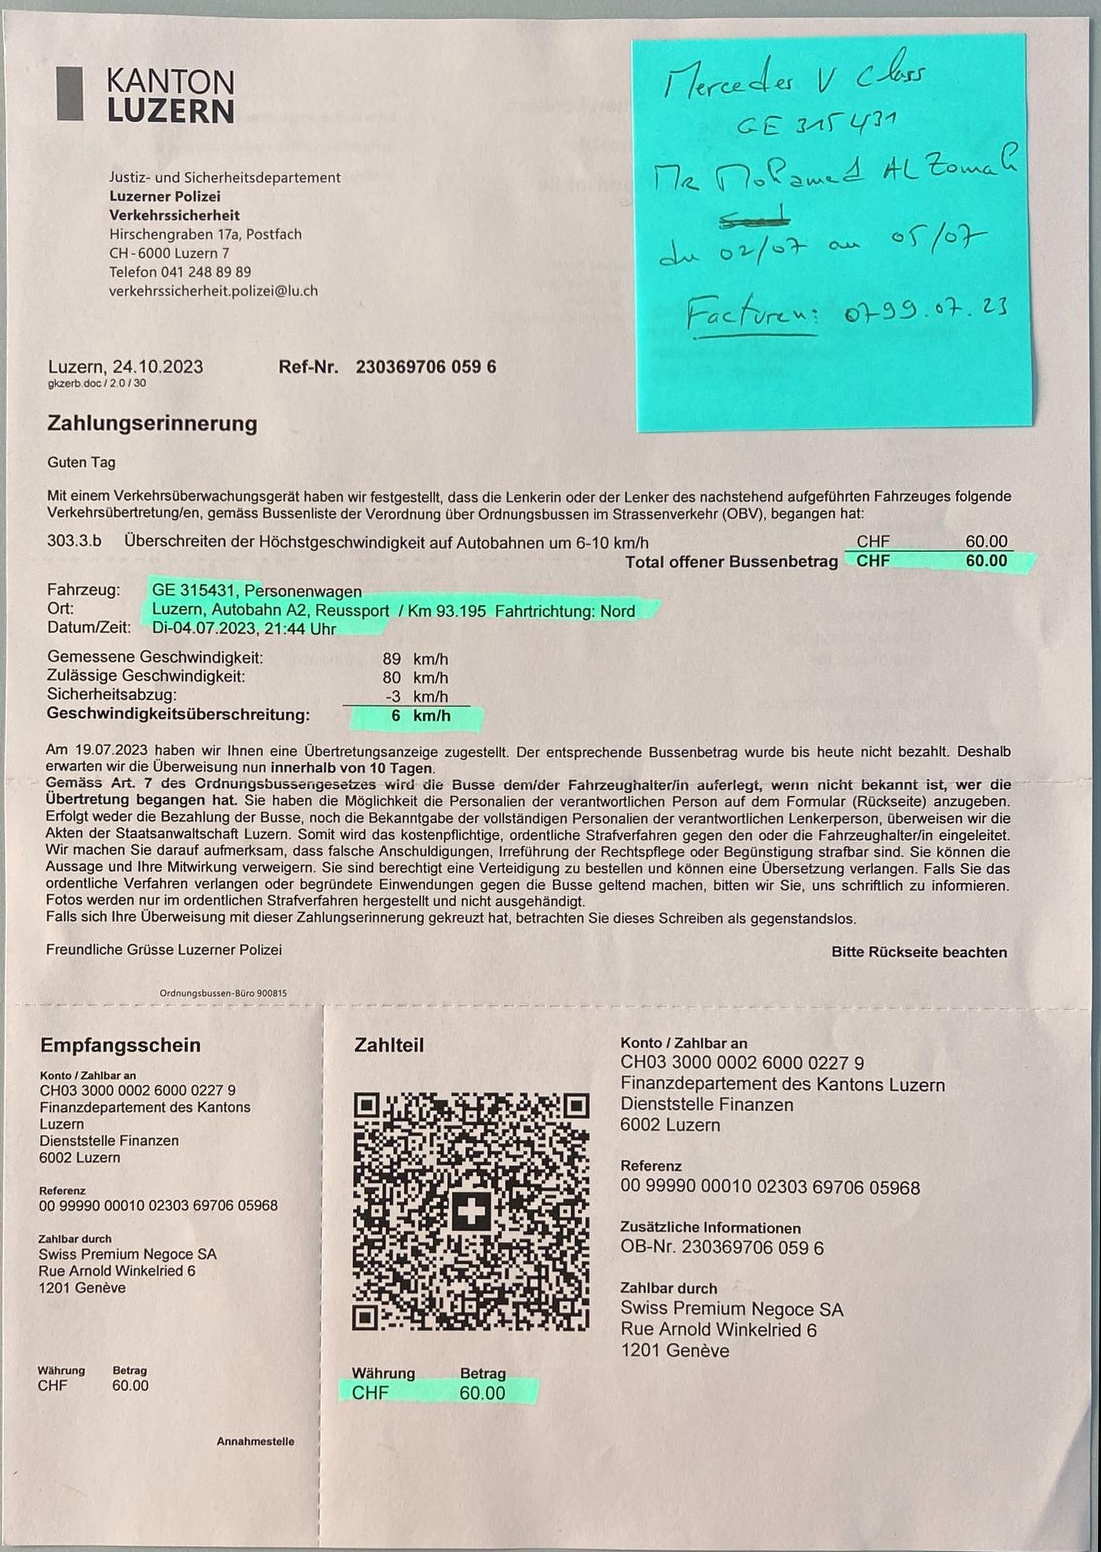 KANTON
LUZERN
Mercedes V Class
GE 315431
Mr Mohamed AL Zomah
du 02/07 au 05/07
Facturen: 0799.07.23
Justiz- und Sicherheitsdepartement
Luzerner Polizei
Verkehrssicherheit
Hirschengraben 17a, Postfach
CH-6000 Luzern 7
Telefon 041 248 89 89
verkehrssicherheit.polizei@lu.ch
Luzern, 24.10.2023 Ref-Nr. 230369706 059 6
gkzerb.doc / 2.0 / 30
Zahlungserinnerung
Guten Tag
Mit einem Verkehrsüberwachungsgerät haben wir festgestellt, dass die Lenkerin oder der Lenker des nachstehend aufgeführten Fahrzeuges folgende
Verkehrsübertretung/en, gemäss Bussenliste der Verordnung über Ordnungsbussen im Strassenverkehr (OBV), begangen hat:
303.3.b Überschreiten der Höchstgeschwindigkeit auf Autobahnen um 6-10 km/h CHF 60.00
Total offener Bussenbetrag CHF 60.00
Fahrzeug: GE 315431, Personenwagen
Ort: Luzern, Autobahn A2, Reussport / Km 93.195 Fahrtrichtung: Nord
Datum/Zeit: Di-04.07.2023, 21:44 Uhr
Gemessene Geschwindigkeit: 89 km/h
Zulässige Geschwindigkeit: 80 km/h
Sicherheitsabzug: -3 km/h
Geschwindigkeitsüberschreitung: 6 km/h
Am 19.07.2023 haben wir Ihnen eine Übertretungsanzeige zugestellt. Der entsprechende Bussenbetrag wurde bis heute nicht bezahlt. Deshalb
erwarten wir die Überweisung nun innerhalb von 10 Tagen.
Gemäss Art. 7 des Ordnungsbussengesetzes wird die Busse dem/der Fahrzeughalter/in auferlegt, wenn nicht bekannt ist, wer die
Übertretung begangen hat. Sie haben die Möglichkeit die Personalien der verantwortlichen Person auf dem Formular (Rückseite) anzugeben.
Erfolgt weder die Bezahlung der Busse, noch die Bekanntgabe der vollständigen Personalien der verantwortlichen Lenkerperson, überweisen wir die
Akten der Staatsanwaltschaft Luzern. Somit wird das kostenpflichtige, ordentliche Strafverfahren gegen den oder die Fahrzeughalter/in eingeleitet.
Wir machen Sie darauf aufmerksam, dass falsche Anschuldigungen, Irreführung der Rechtspflege oder Begünstigung strafbar sind. Sie können die
Aussage und Ihre Mitwirkung verweigern. Sie sind berechtigt eine Verteidigung zu bestellen und können eine Übersetzung verlangen. Falls Sie das
ordentliche Verfahren verlangen oder begründete Einwendungen gegen die Busse geltend machen, bitten wir Sie, uns schriftlich zu informieren.
Fotos werden nur im ordentlichen Strafverfahren hergestellt und nicht ausgehändigt.
Falls sich Ihre Überweisung mit dieser Zahlungserinnerung gekreuzt hat, betrachten Sie dieses Schreiben als gegenstandslos.
Freundliche Grüsse Luzerner Polizei Bitte Rückseite beachten
Ordnungsbussen-Büro 900815
Empfangsschein
Konto / Zahlbar an
CH03 3000 0002 6000 0227 9
Finanzdepartement des Kantons
Luzern
Dienststelle Finanzen
6002 Luzern
Referenz
00 99990 00010 02303 69706 05968
Zahlbar durch
Swiss Premium Negoce SA
Rue Arnold Winkelried 6
1201 Genève
Währung Betrag
CHF 60.00
Annahmestelle
Zahlteil
Währung Betrag
CHF 60.00
Konto / Zahlbar an
CH03 3000 0002 6000 0227 9
Finanzdepartement des Kantons Luzern
Dienststelle Finanzen
6002 Luzern
Referenz
00 99990 00010 02303 69706 05968
Zusätzliche Informationen
OB-Nr. 230369706 059 6
Zahlbar durch
Swiss Premium Negoce SA
Rue Arnold Winkelried 6
1201 Genève